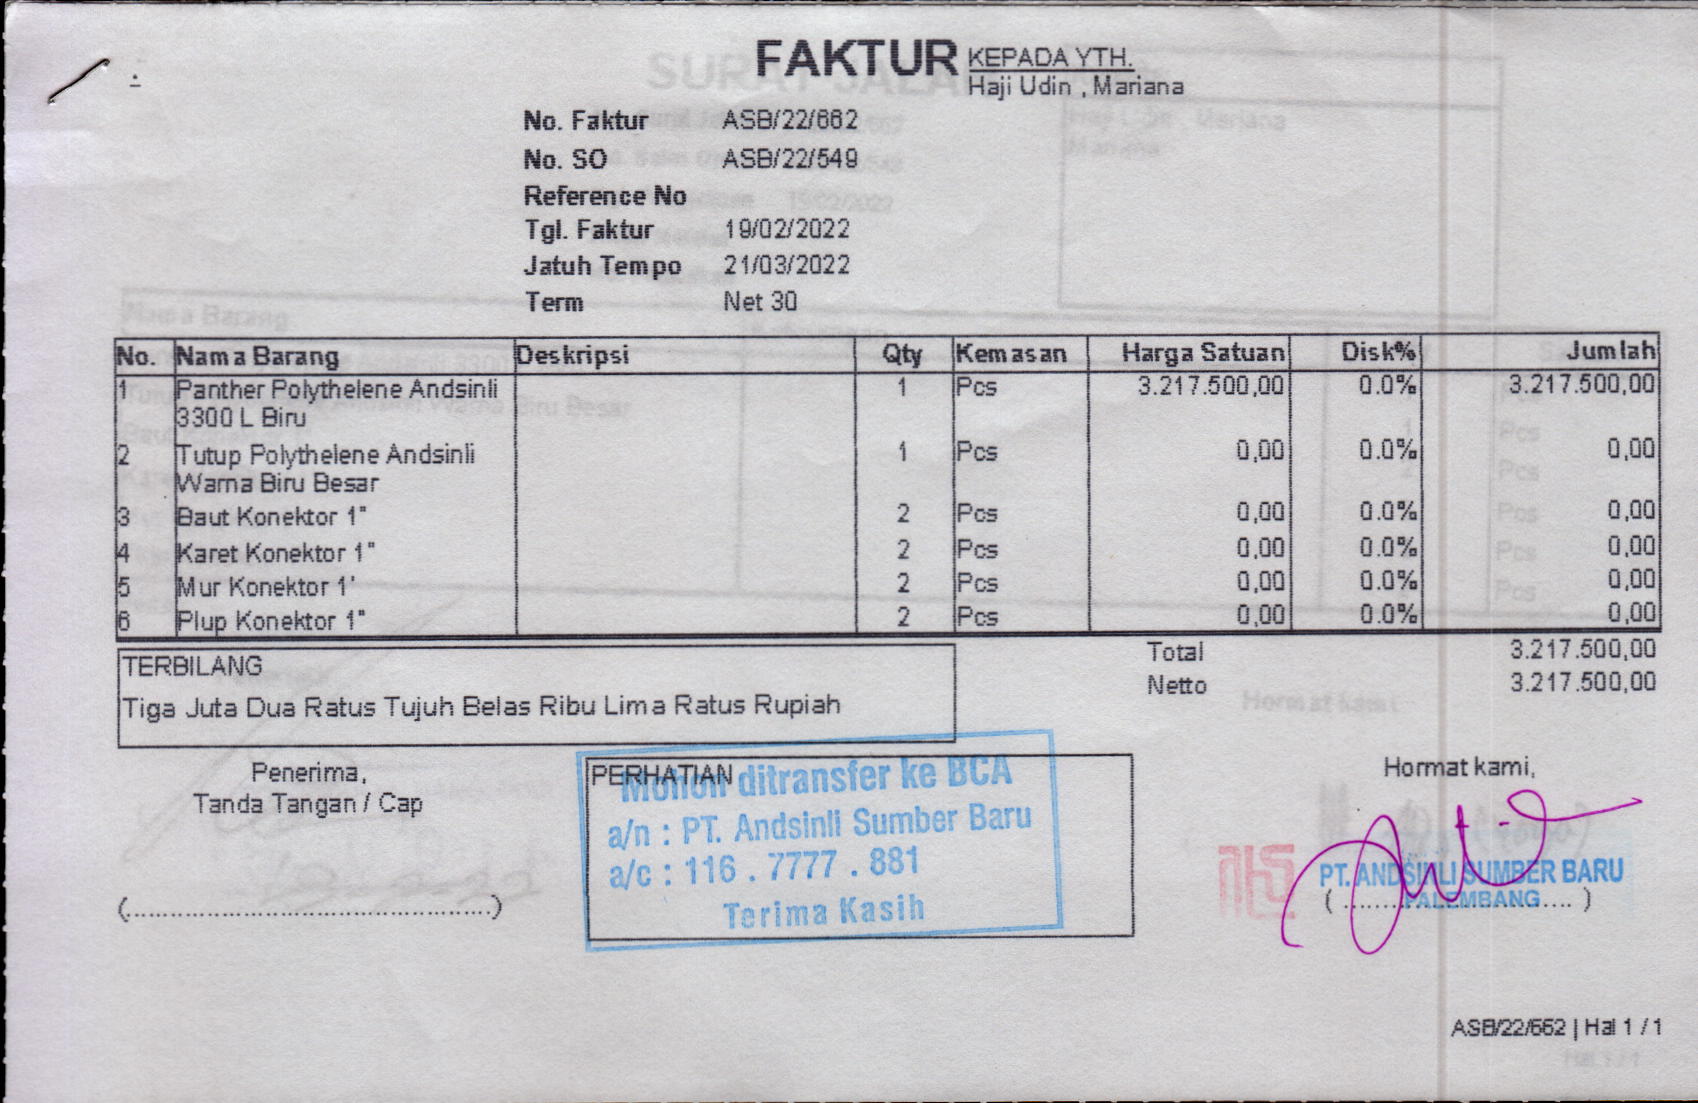 FAKTUR
KEPADA YTH.
Haji Udin , Mariana
No. Faktur ASB/22/662
No. SO ASB/22/549
Reference No
Tgl. Faktur 19/02/2022
Jatuh Tempo 21/03/2022
Term Net 30
No. Nama Barang Deskripsi Qty Kemasan Harga Satuan Disk% Jumlah
1 Panther Polythelene Andsinli 1 Pcs 3.217.500,00 0.0% 3.217.500,00
3300 L Biru
2 Tutup Polythelene Andsinli 1 Pcs 0,00 0.0% 0,00
Warna Biru Besar
3 Baut Konektor 1" 2 Pcs 0,00 0.0% 0,00
4 Karet Konektor 1" 2 Pcs 0,00 0.0% 0,00
5 Mur Konektor 1' 2 Pcs 0,00 0.0% 0,00
6 Plup Konektor 1" 2 Pcs 0,00 0.0% 0,00
Total 3.217.500,00
Netto 3.217.500,00
TERBILANG
Tiga Juta Dua Ratus Tujuh Belas Ribu Lima Ratus Rupiah
Penerima,
Tanda Tangan / Cap
(................................................)
PERHATIAN
Mohon ditransfer ke BCA
a/n : PT. Andsinli Sumber Baru
a/c : 116 . 7777 . 881
Terima Kasih
Hormat kami,
PT. ANDSINLI SUMBER BARU
PALEMBANG
ASB/22/662 | Hal 1 / 1